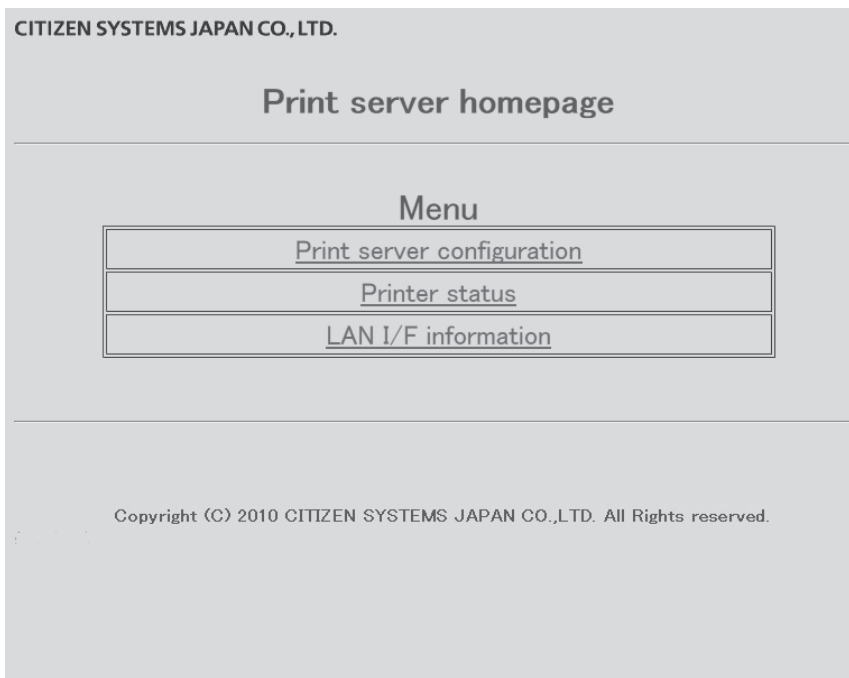 CITIZEN SYSTEMS JAPAN CO., LTD.
Print server homepage
Menu
Print server configuration
Printer status
LAN I/F information
Copyright (C) 2010 CITIZEN SYSTEMS JAPAN CO.,LTD. All Rights reserved.